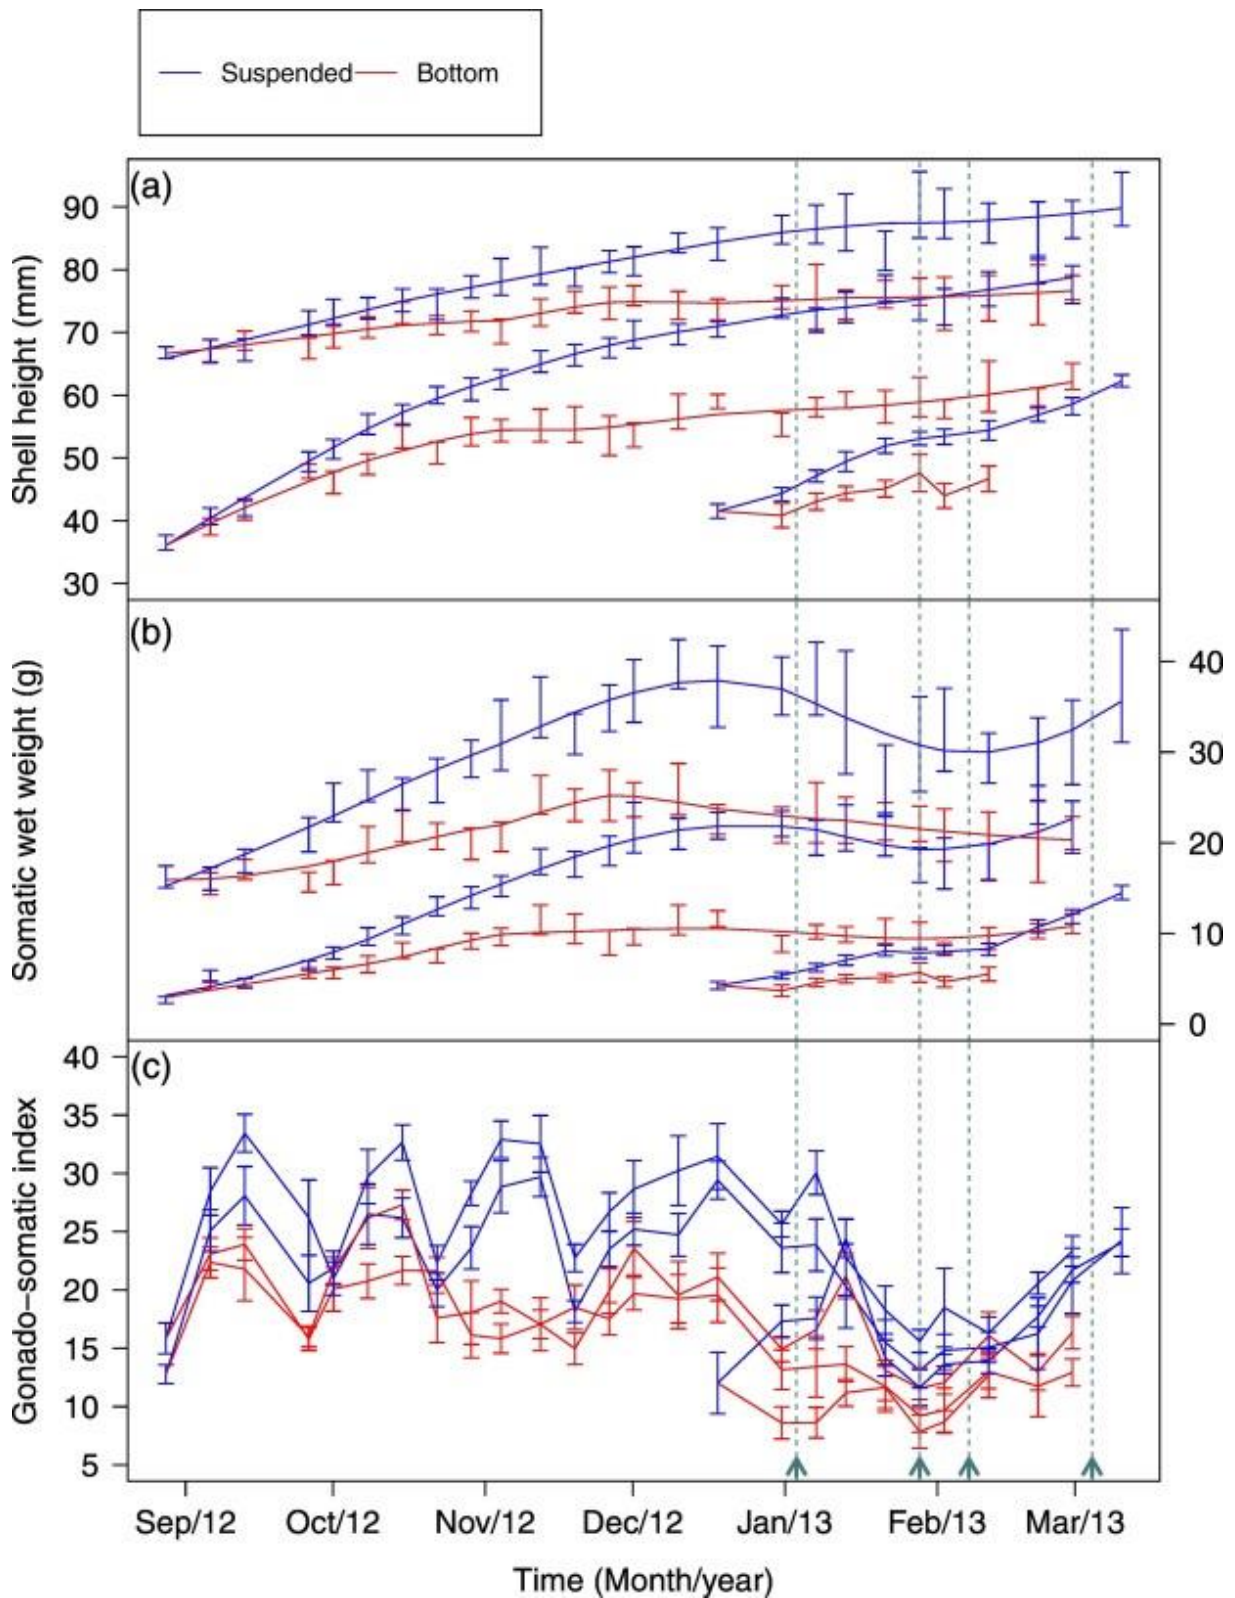 Suspended Bottom
(a)
90
80
70
60
50
40
30
Shell height (mm)
(b)
40
30
20
10
0
Somatic wet weight (g)
(c)
40
35
30
25
20
15
10
5
Gonado-somatic index
Sep/12 Oct/12 Nov/12 Dec/12 Jan/13 Feb/13 Mar/13
Time (Month/year)